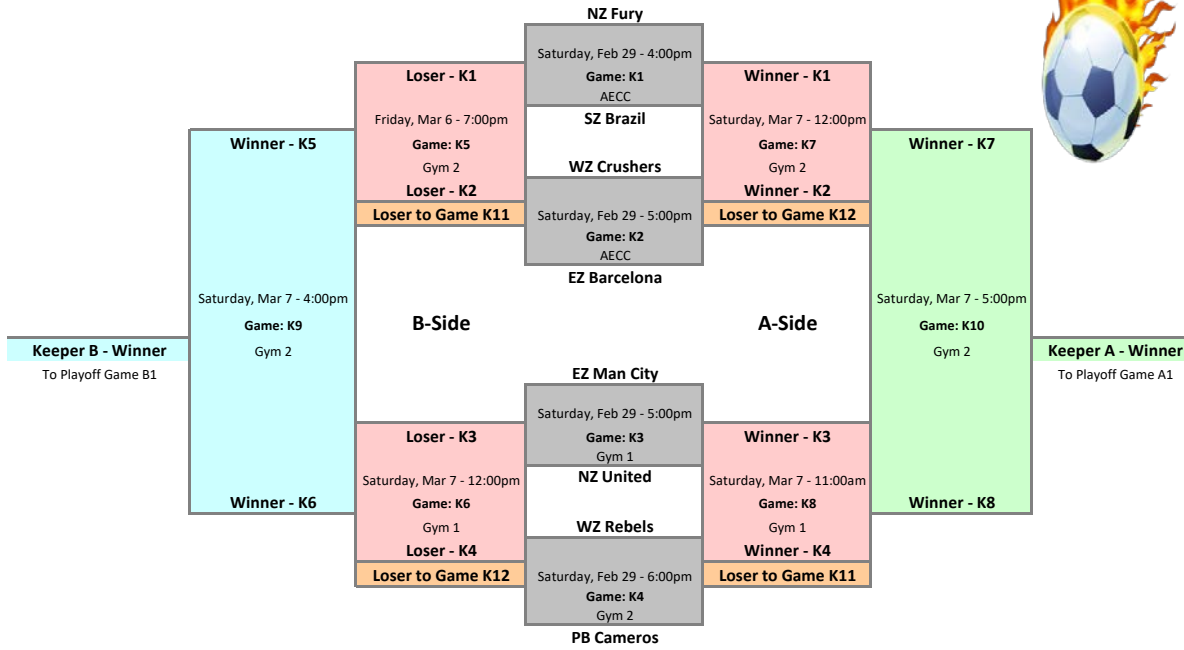 NZ Fury
Saturday, Feb 29 - 4:00pm
Game: K1
AECC
SZ Brazil
Loser - K1
Friday, Mar 6 - 7:00pm
Game: K5
Gym 2
Loser - K2
Loser to Game K11
Winner - K1
Saturday, Mar 7 - 12:00pm
Game: K7
Gym 2
Winner - K2
Loser to Game K12
WZ Crushers
Saturday, Feb 29 - 5:00pm
Game: K2
AECC
EZ Barcelona
Winner - K5
Saturday, Mar 7 - 4:00pm
Game: K9
Gym 2
Winner - K6
Keeper B - Winner
To Playoff Game B1
B-Side
A-Side
Winner - K7
Saturday, Mar 7 - 5:00pm
Game: K10
Gym 2
Winner - K8
Keeper A - Winner
To Playoff Game A1
EZ Man City
Saturday, Feb 29 - 5:00pm
Game: K3
Gym 1
NZ United
Loser - K3
Saturday, Mar 7 - 12:00pm
Game: K6
Gym 1
Loser - K4
Loser to Game K12
Winner - K3
Saturday, Mar 7 - 11:00am
Game: K8
Gym 1
Winner - K4
Loser to Game K11
WZ Rebels
Saturday, Feb 29 - 6:00pm
Game: K4
Gym 2
PB Cameros